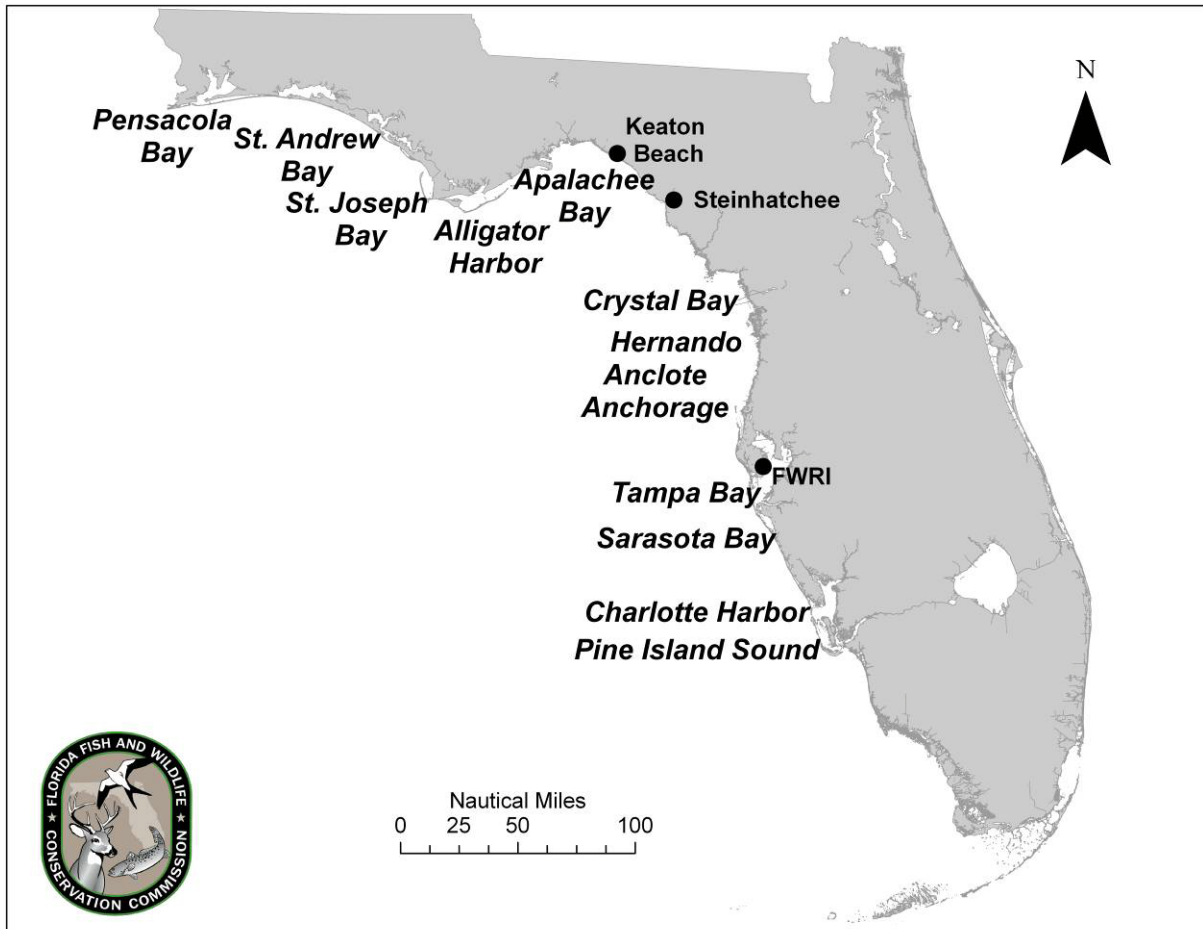 N
Pensacola
Bay
St. Andrew
Bay
St. Joseph
Bay
Alligator
Harbor
Apalachee
Bay
Keaton
Beach
Steinhatchee
Crystal Bay
Hernando
Anclote
Anchorage
FWRI
Tampa Bay
Sarasota Bay
Charlotte Harbor
Pine Island Sound
FLORIDA FISH AND WILDLIFE
CONSERVATION COMMISSION
Nautical Miles
0 25 50 100